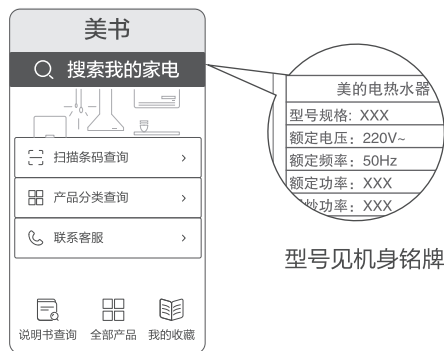 美书
搜索我的家电
扫描条码查询
产品分类查询
联系客服
说明书查询 全部产品 我的收藏
美的电热水器
型号规格: XXX
额定电压: 220V~
额定频率: 50Hz
额定功率: XXX
功率: XXX
型号见机身铭牌